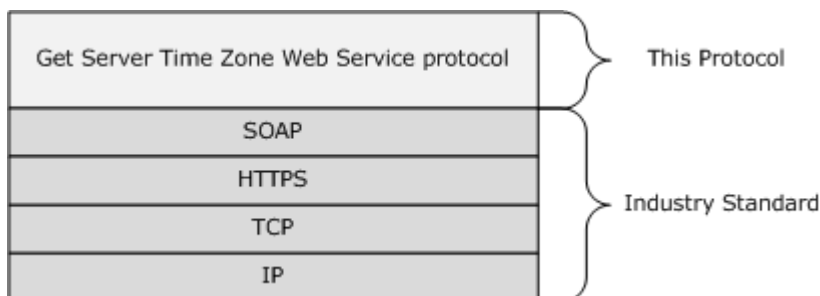 Get Server Time Zone Web Service protocol
This Protocol
SOAP
HTTPS
TCP
IP
Industry Standard